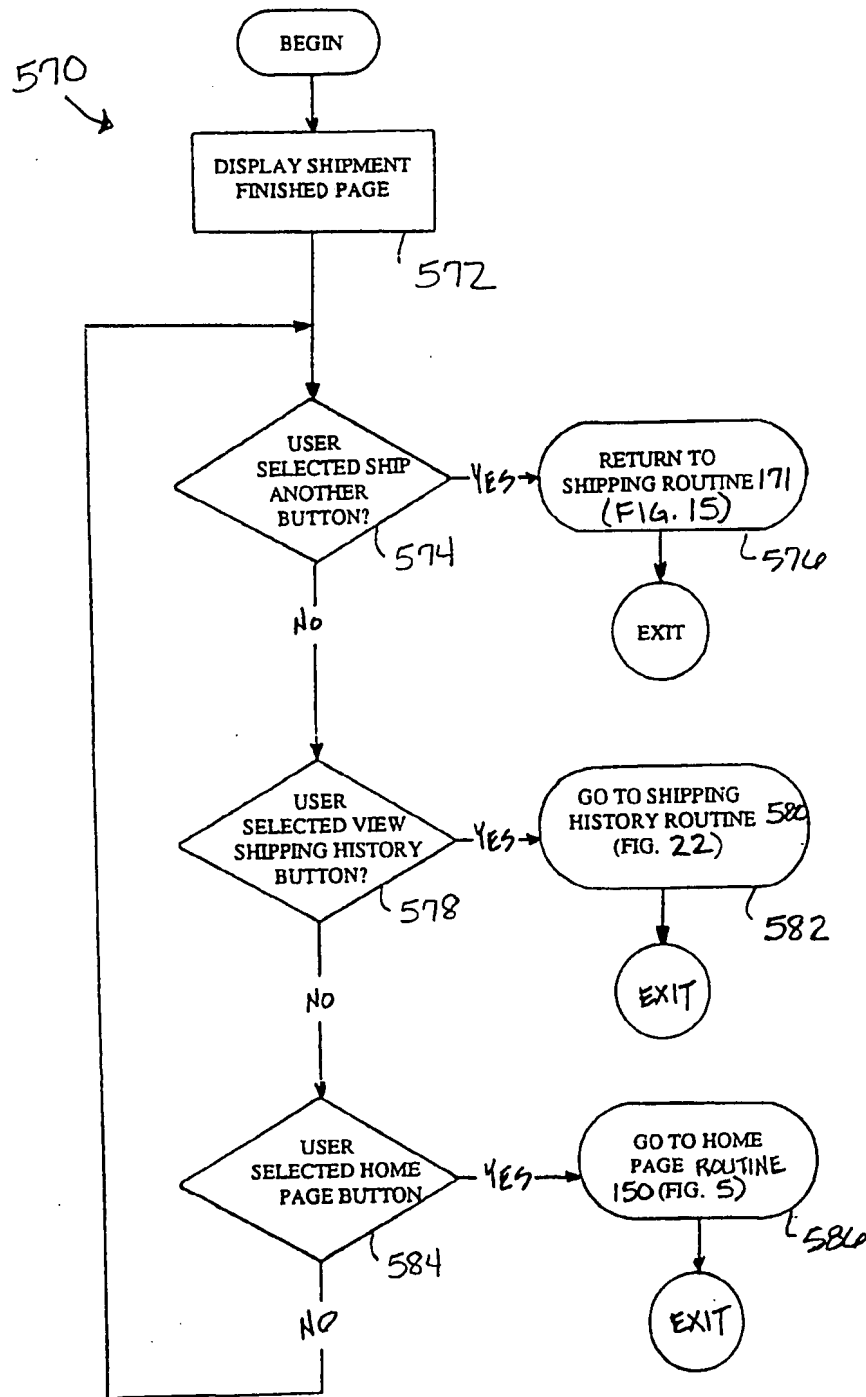 BEGIN
570
DISPLAY SHIPMENT
FINISHED PAGE
572
USER
SELECTED SHIP
ANOTHER
BUTTON?
574
YES
RETURN TO
SHIPPING ROUTINE 171
(FIG. 15)
576
EXIT
NO
USER
SELECTED VIEW
SHIPPING HISTORY
BUTTON?
578
YES
GO TO SHIPPING
HISTORY ROUTINE 580
(FIG. 22)
582
EXIT
NO
USER
SELECTED HOME
PAGE BUTTON
584
YES
GO TO HOME
PAGE ROUTINE
150 (FIG. 5)
586
EXIT
NO